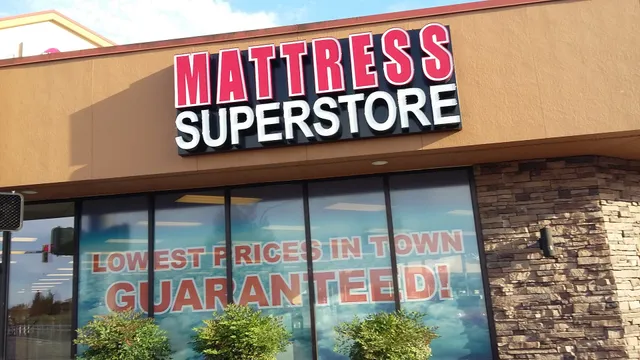 MATTRESS
SUPERSTORE
LOWEST PRICES IN TOWN
GUARANTEED!